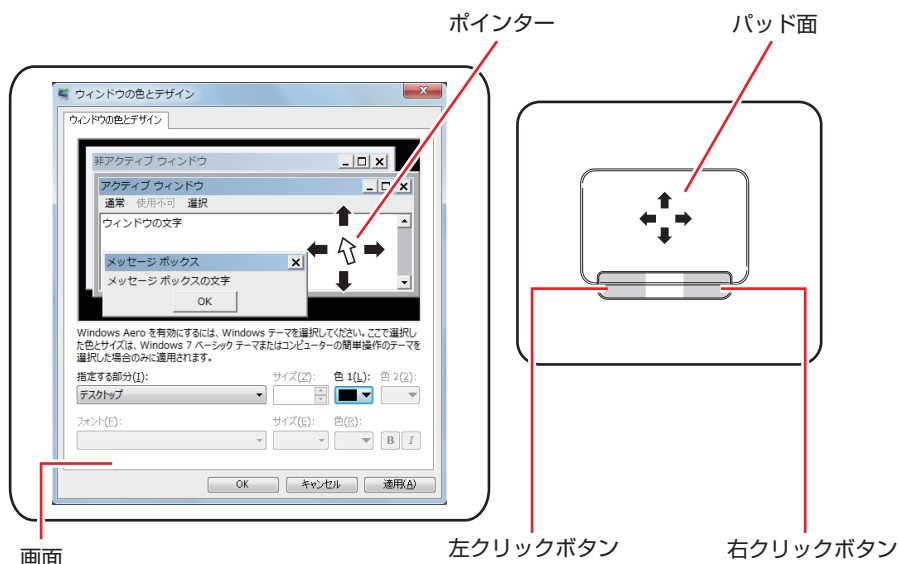 ポインター
パッド面
ウィンドウの色とデザイン
ウィンドウの色とデザイン
非アクティブ ウィンドウ
アクティブ ウィンドウ
通常 使用不可 選択
ウィンドウの文字
メッセージ ボックス
メッセージ ボックスの文字
OK
Windows Aero を有効にするには、Windows テーマを選択してください。ここで選択し
た色とサイズは、Windows 7 ベーシック テーマまたはコンピューターの簡単操作のテーマを
選択した場合のみに適用されます。
指定する部分(I): サイズ(Z): 色 1(L): 色 2(2):
デスクトップ
フォント(F): サイズ(E): 色(R):
B I
OK キャンセル 適用(A)
画面
左クリックボタン
右クリックボタン